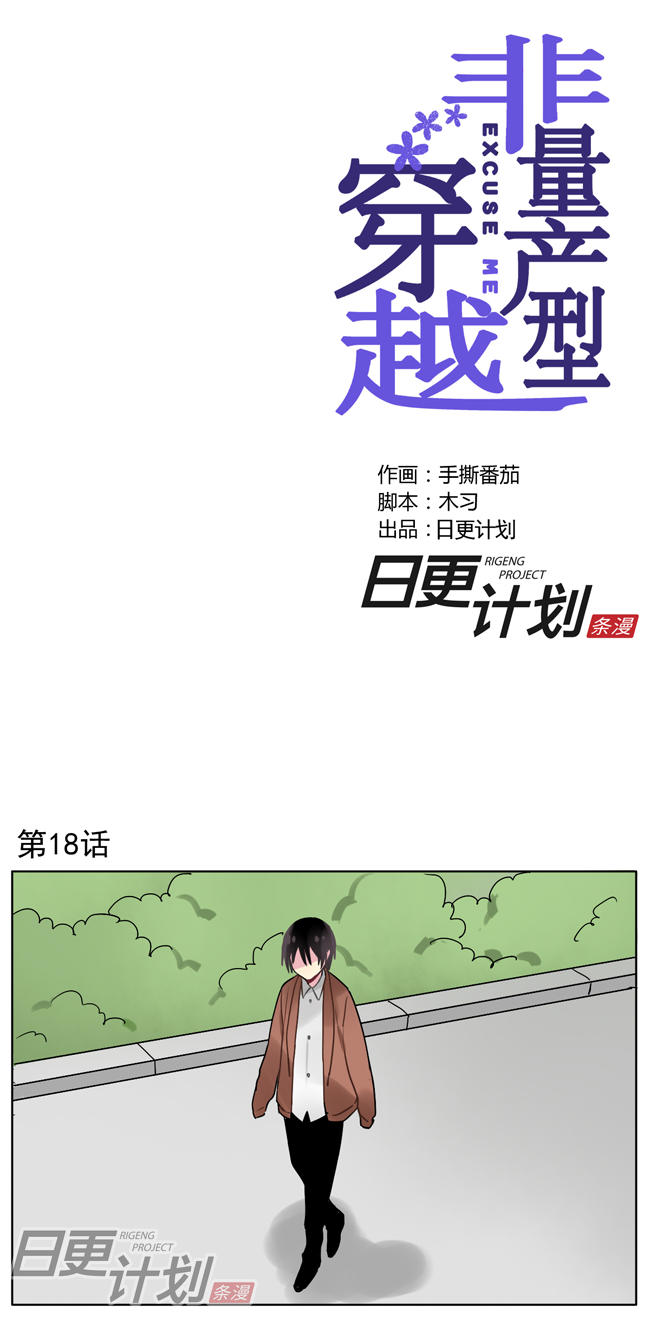 非量产型
穿越
EXCUSE ME
作画：手撕番茄
脚本：木习
出品：日更计划
日更计划
RIGENG
PROJECT
条漫
第18话
日更计划
RIGENG
PROJECT
条漫